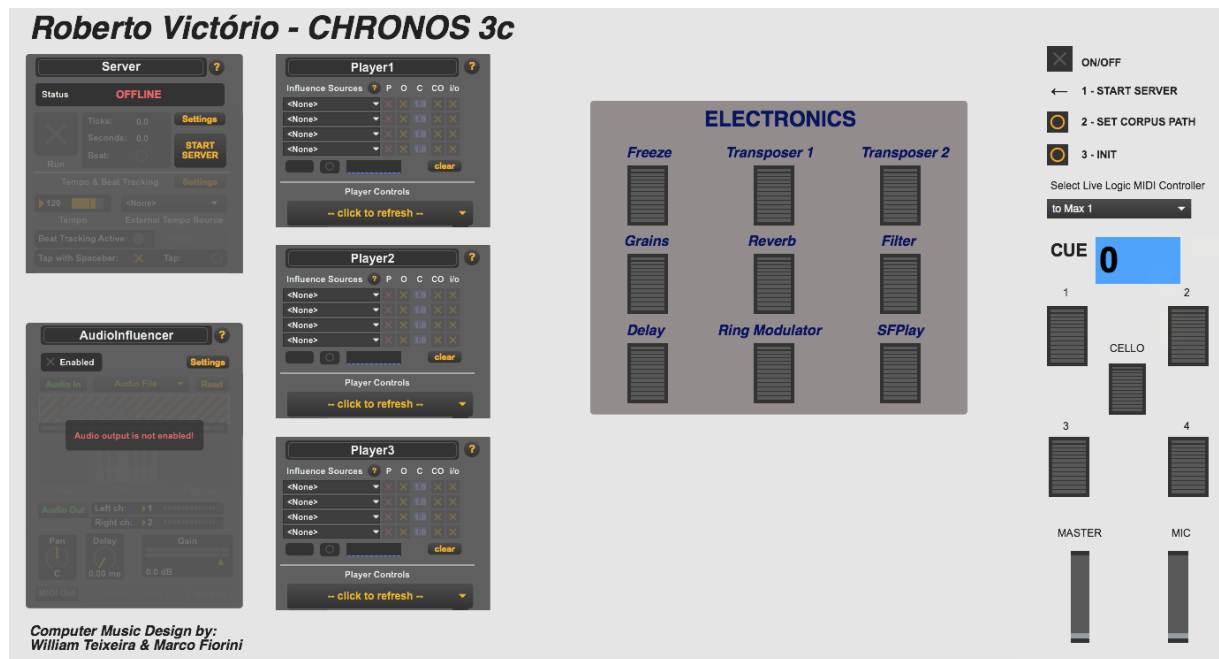 Roberto Victório - CHRONOS 3c
Server ?
Status OFFLINE
Ticks: 0.0 Settings
Seconds: 0.0
START SERVER
Beat:
Run
Tempo & Beat Tracking Settings
120 <None>
Tempo External Tempo Source
Beat Tracking Active:
Tap with Spacebar: Tap:
AudioInfluencer ?
Enabled Settings
Audio In Audio File Read
Audio output is not enabled!
Audio Out Left ch: 1
Right ch: 2
Pan Delay Gain
C 0.00 ms 0.0 dB
MIDI Out
Computer Music Design by:
William Teixeira & Marco Fiorini
Player1 ?
Influence Sources ? P O C CO i/o
<None> 1.0
<None> 1.0
<None> 1.0
<None> 1.0
clear
Player Controls
-- click to refresh --
Player2 ?
Influence Sources ? P O C CO i/o
<None> 1.0
<None> 1.0
<None> 1.0
<None> 1.0
clear
Player Controls
-- click to refresh --
Player3 ?
Influence Sources ? P O C CO i/o
<None> 1.0
<None> 1.0
<None> 1.0
<None> 1.0
clear
Player Controls
-- click to refresh --
ELECTRONICS
Freeze Transposer 1 Transposer 2
Grains Reverb Filter
Delay Ring Modulator SFPlay
ON/OFF
← 1 - START SERVER
2 - SET CORPUS PATH
3 - INIT
Select Live Logic MIDI Controller
to Max 1
CUE 0
1 2
CELLO
3 4
MASTER MIC